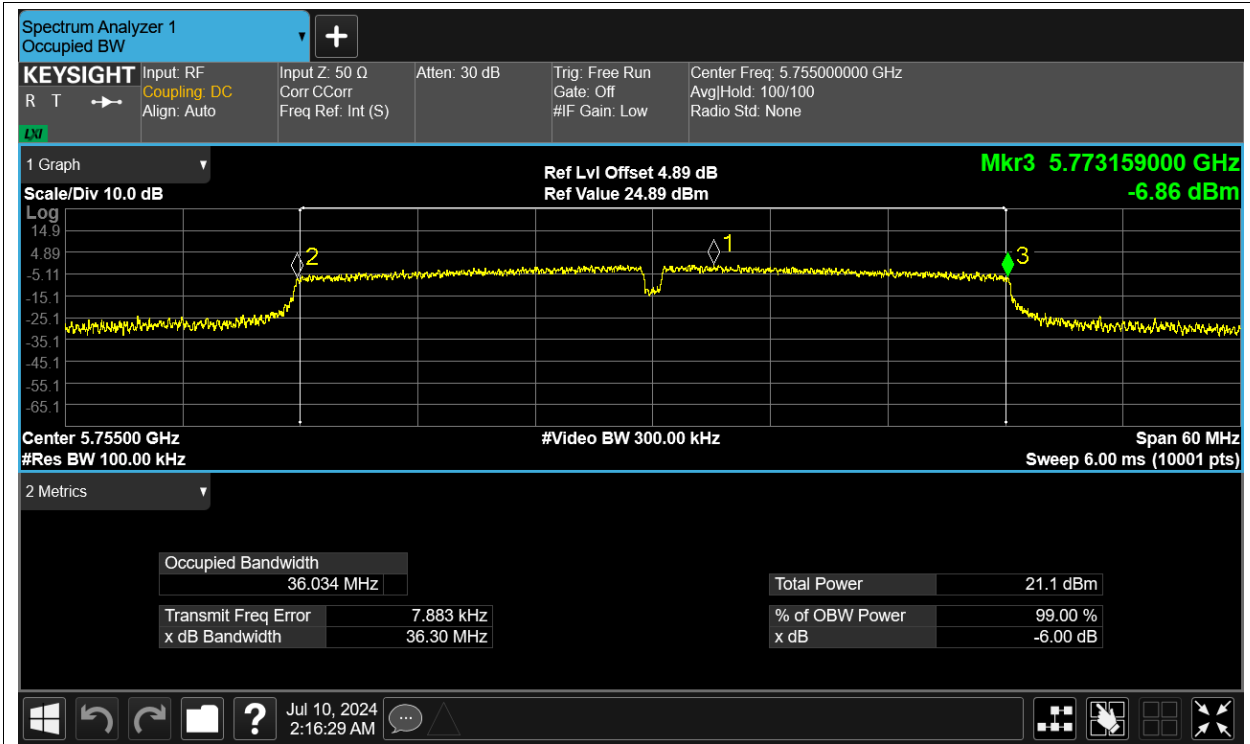 Spectrum Analyzer 1
Occupied BW
KEYSIGHT
R T
LXI
Input: RF
Coupling: DC
Align: Auto
Input Z: 50 Ω
Corr CCorr
Freq Ref: Int (S)
Atten: 30 dB
Trig: Free Run
Gate: Off
#IF Gain: Low
Center Freq: 5.755000000 GHz
Avg|Hold: 100/100
Radio Std: None
1 Graph
Scale/Div 10.0 dB
Ref Lvl Offset 4.89 dB
Ref Value 24.89 dBm
Mkr3 5.773159000 GHz
-6.86 dBm
Log
14.9
4.89
-5.11
-15.1
-25.1
-35.1
-45.1
-55.1
-65.1
2
1
3
Center 5.75500 GHz
#Res BW 100.00 kHz
#Video BW 300.00 kHz
Span 60 MHz
Sweep 6.00 ms (10001 pts)
2 Metrics
Occupied Bandwidth
36.034 MHz
Transmit Freq Error 7.883 kHz
x dB Bandwidth 36.30 MHz
Total Power 21.1 dBm
% of OBW Power 99.00 %
x dB -6.00 dB
?
Jul 10, 2024
2:16:29 AM